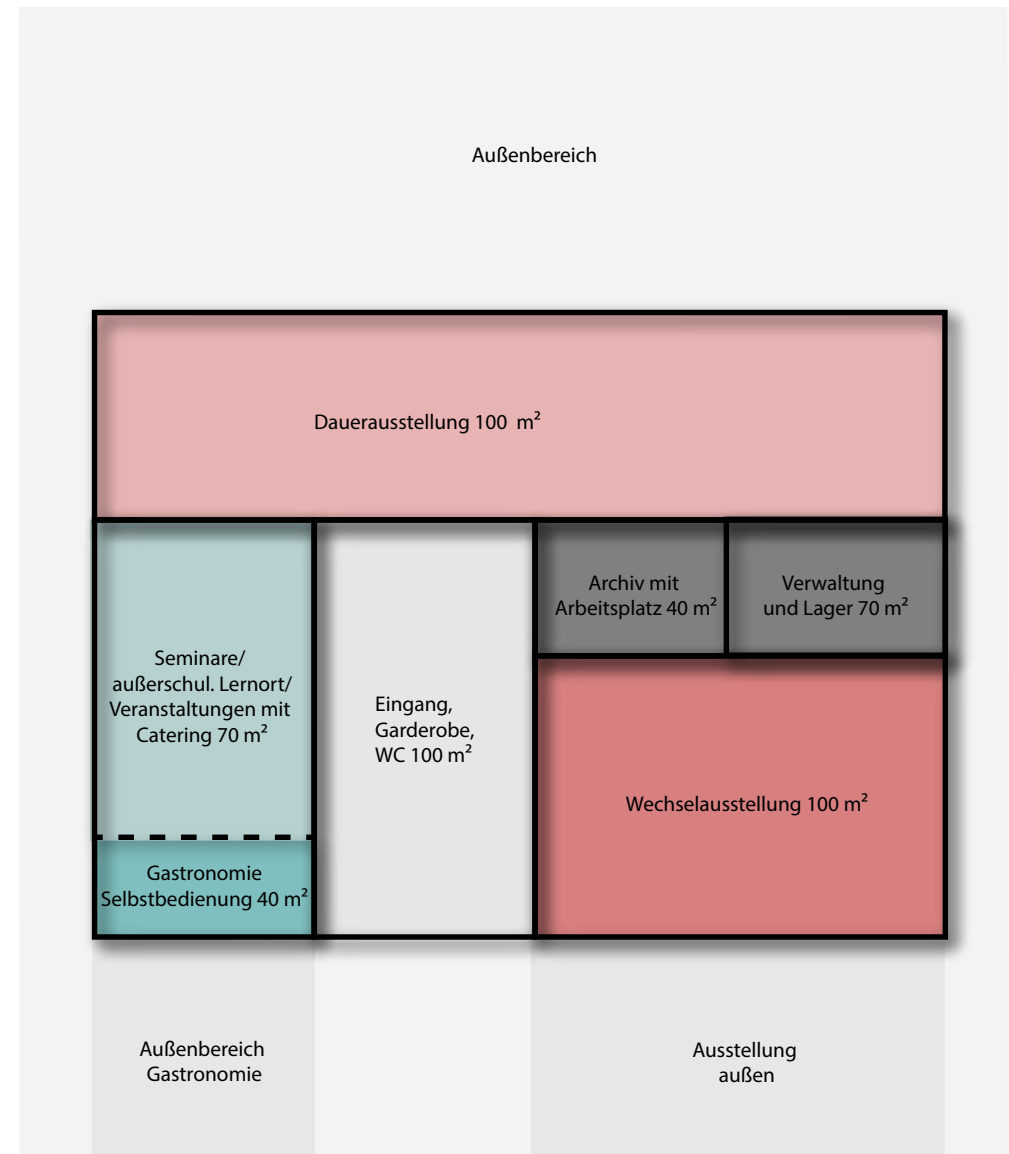 Außenbereich
Dauerausstellung 100  m²
Archiv mit
Arbeitsplatz 40 m²
Verwaltung
und Lager 70 m²
Seminare/
außerschul. Lernort/
Veranstaltungen mit
Catering 70 m²
Eingang,
Garderobe,
WC 100 m²
Wechselausstellung 100 m²
Gastronomie
Selbstbedienung 40 m²
Außenbereich
Gastronomie
Ausstellung
außen